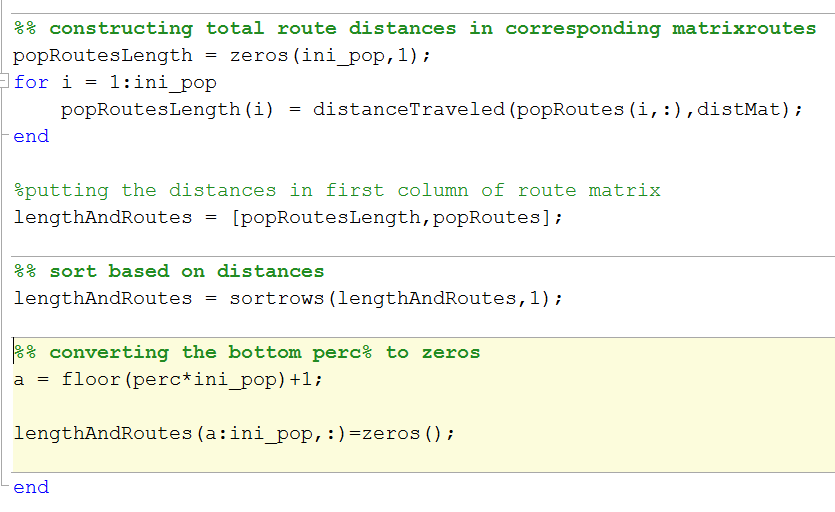 %% constructing total route distances in corresponding matrixroutes
popRoutesLength = zeros(ini_pop,1);
for i = 1:ini_pop
    popRoutesLength(i) = distanceTraveled(popRoutes(i,:),distMat);
end
%putting the distances in first column of route matrix
lengthAndRoutes = [popRoutesLength,popRoutes];
%% sort based on distances
lengthAndRoutes = sortrows(lengthAndRoutes,1);
%% converting the bottom perc% to zeros
a = floor(perc*ini_pop)+1;
lengthAndRoutes(a:ini_pop,:)=zeros();
end